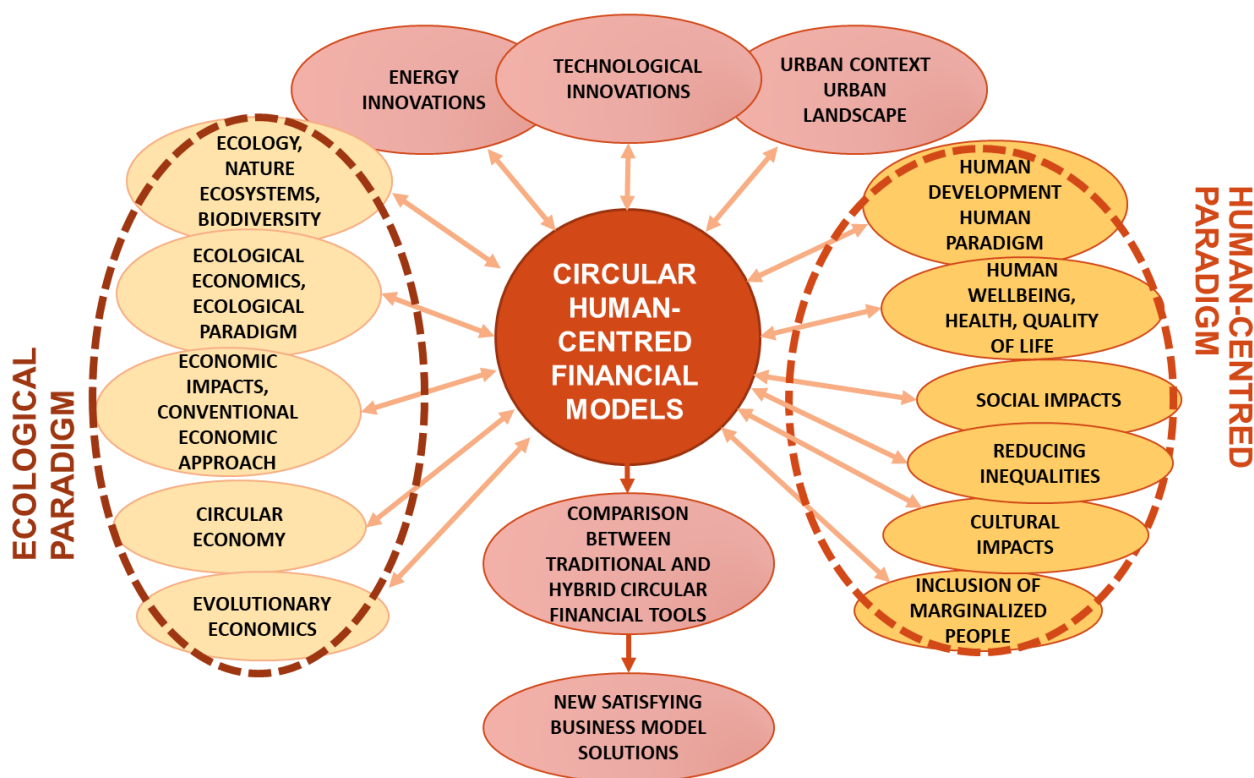 ENERGY
INNOVATIONS
TECHNOLOGICAL
INNOVATIONS
URBAN CONTEXT
URBAN
LANDSCAPE
ECOLOGICAL
PARADIGM
ECOLOGY,
NATURE
ECOSYSTEMS,
BIODIVERSITY
ECOLOGICAL
ECONOMICS,
ECOLOGICAL
PARADIGM
ECONOMIC
IMPACTS,
CONVENTIONAL
ECONOMIC
APPROACH
CIRCULAR
ECONOMY
EVOLUTIONARY
ECONOMICS
CIRCULAR
HUMAN-
CENTRED
FINANCIAL
MODELS
COMPARISON
BETWEEN
TRADITIONAL AND
HYBRID CIRCULAR
FINANCIAL TOOLS
NEW SATISFYING
BUSINESS MODEL
SOLUTIONS
HUMAN
DEVELOPMENT
HUMAN
PARADIGM
HUMAN
WELLBEING,
HEALTH, QUALITY
OF LIFE
SOCIAL IMPACTS
REDUCING
INEQUALITIES
CULTURAL
IMPACTS
INCLUSION OF
MARGINALIZED
PEOPLE
HUMAN-CENTRED
PARADIGM